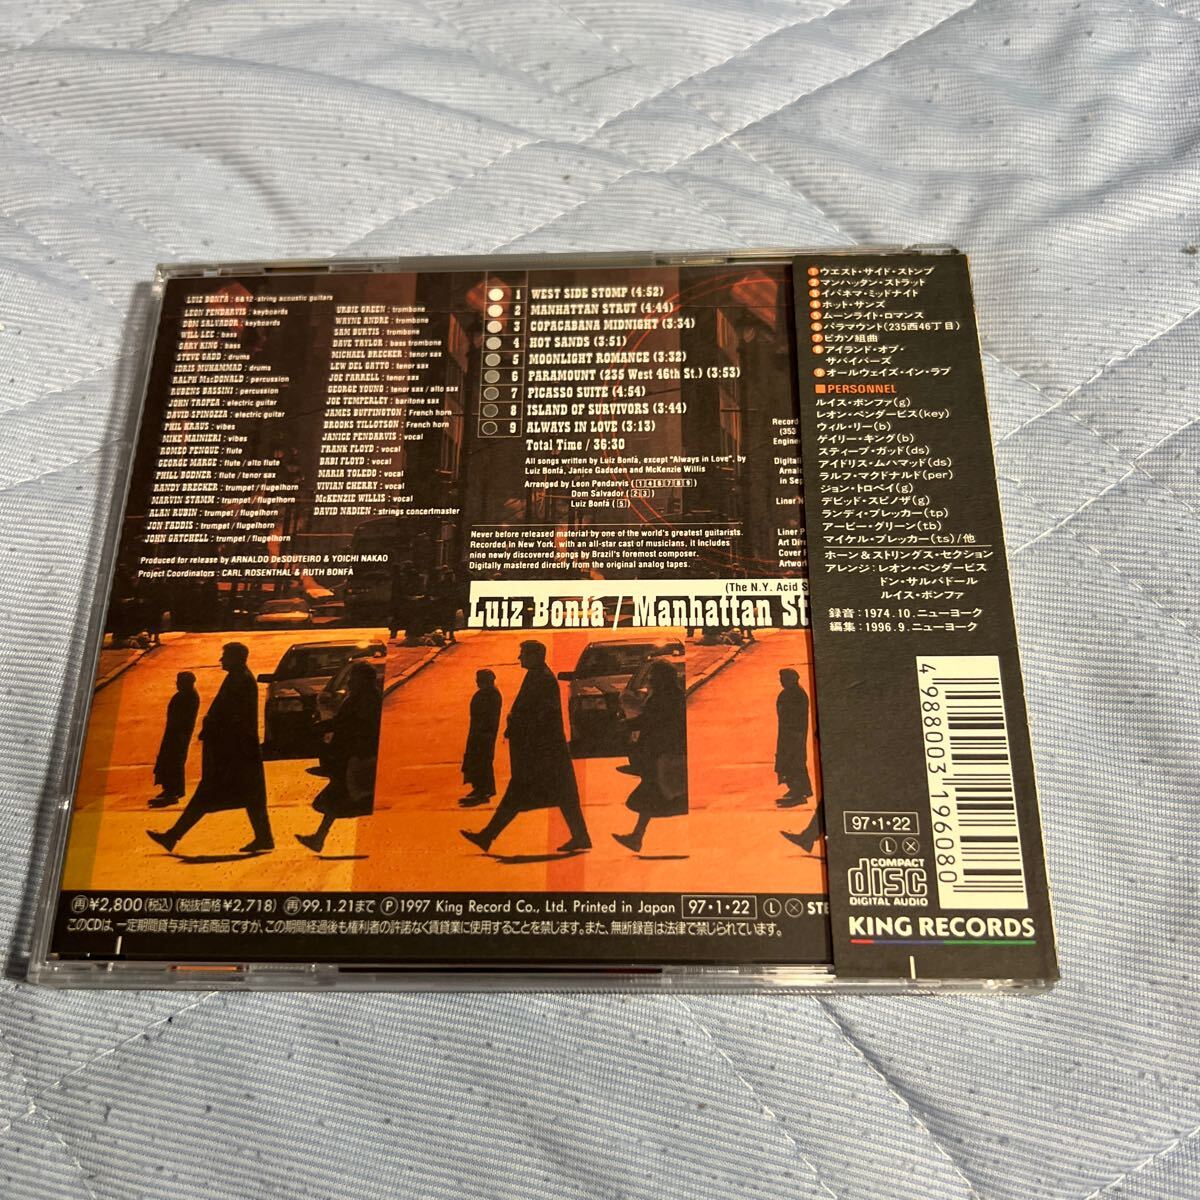 LUIZ BONFÁ : 6 & 12-string acoustic guitars
LEON PENDARVIS : keyboards
DON SALVADOR : keyboards
WILL LEE : bass
GARY KING : bass
STEVE GADD : drums
IDRIS MUHAMMAD : drums
RALPH MacDONALD : percussion
RUBENS BASSINI : percussion
JOHN TROPEA : electric guitar
DAVID SPINOZZA : electric guitar
PHIL KRAUS : vibes
MIKE MAINIERI : vibes
ROMEO PENQUE : flute
GEORGE MARGE : flute / alto flute
PHILL BODNER : flute / tenor sax
RANDY BRECKER : trumpet / flugelhorn
MARVIN STAMM : trumpet / flugelhorn
ALAN RUBIN : trumpet / flugelhorn
JON FADDIS : trumpet / flugelhorn
JOHN GATCHELL : trumpet / flugelhorn
URBIE GREEN : trombone
WAYNE ANDRE : trombone
SAM BURTIS : trombone
DAVE TAYLOR : bass trombone
MICHAEL BRECKER : tenor sax
LEW DEL GATTO : tenor sax
JOE FARRELL : tenor sax
GEORGE YOUNG : tenor sax / alto sax
JOE TEMPERLEY : baritone sax
JAMES BUFFINGTON : French horn
BROOKS TILLOTSON : French horn
JANICE PENDARVIS : vocal
FRANK FLOYD : vocal
BABI FLOYD : vocal
MARIA TOLEDO : vocal
VIVIAN CHERRY : vocal
McKENZIE WILLIS : vocal
DAVID NADIEN : strings concertmaster
Produced for release by ARNALDO DeSOUTEIRO & YOICHI NAKAO
Project Coordinators : CARL ROSENTHAL & RUTH BONFÁ
1 WEST SIDE STOMP (4:52)
2 MANHATTAN STRUT (4:44)
3 COPACABANA MIDNIGHT (3:34)
4 HOT SANDS (3:51)
5 MOONLIGHT ROMANCE (3:32)
6 PARAMOUNT (235 West 46th St.) (3:53)
7 PICASSO SUITE (4:54)
8 ISLAND OF SURVIVORS (3:44)
9 ALWAYS IN LOVE (3:13)
Total Time / 36:30
All songs written by Luiz Bonfá, except "Always in Love", by
Luiz Bonfá, Janice Gadsden and McKenzie Willis
Arranged by Leon Pendarvis (1 4 6 7 8 9)
Dom Salvador (2 3)
Luiz Bonfá (5)
Never before released material by one of the world's greatest guitarists.
Recorded in New York, with an all-star cast of musicians, it includes
nine newly discovered songs by Brazil's foremost composer.
Digitally mastered directly from the original analog tapes.
Record
(353
Engine
Digital
Arnal
in Sep
Liner N
Liner P
Art Dir
Cover
Artwor
(The N.Y. Acid S
Luiz Bonfá / Manhattan St
再¥2,800(税込)(税抜価格¥2,718) 再99.1.21まで Ⓟ1997 King Record Co., Ltd. Printed in Japan 97・1・22 Ⓛ Ⓧ STE
このCDは、一定期間貸与非許諾商品ですが、この期間経過後も権利者の許諾なく賃貸業に使用することを禁じます。また、無断録音は法律で禁じられています。
1 ウエスト・サイド・ストンプ
2 マンハッタン・ストラット
3 イパネマ・ミッドナイト
4 ホット・サンズ
5 ムーンライト・ロマンス
6 パラマウント(235西46丁目)
7 ピカソ組曲
8 アイランド・オブ・
サバイバーズ
9 オールウェイズ・イン・ラブ
■PERSONNEL
ルイス・ボンファ(g)
レオン・ペンダービス(key)
ウィル・リー(b)
ゲイリー・キング(b)
スティーブ・ガッド(ds)
アイドリス・ムハマッド(ds)
ラルフ・マクドナルド(per)
ジョン・トロペイ(g)
デビッド・スピノザ(g)
ランディ・ブレッカー(tp)
アービー・グリーン(tb)
マイケル・ブレッカー(ts)/他
ホーン&ストリングス・セクション
アレンジ：レオン・ペンダービス
ドン・サルバドール
ルイス・ボンファ
録音：1974.10.ニューヨーク
編集：1996.9.ニューヨーク
4 988003 196080
97・1・22
Ⓛ Ⓧ
COMPACT
disc
DIGITAL AUDIO
KING RECORDS